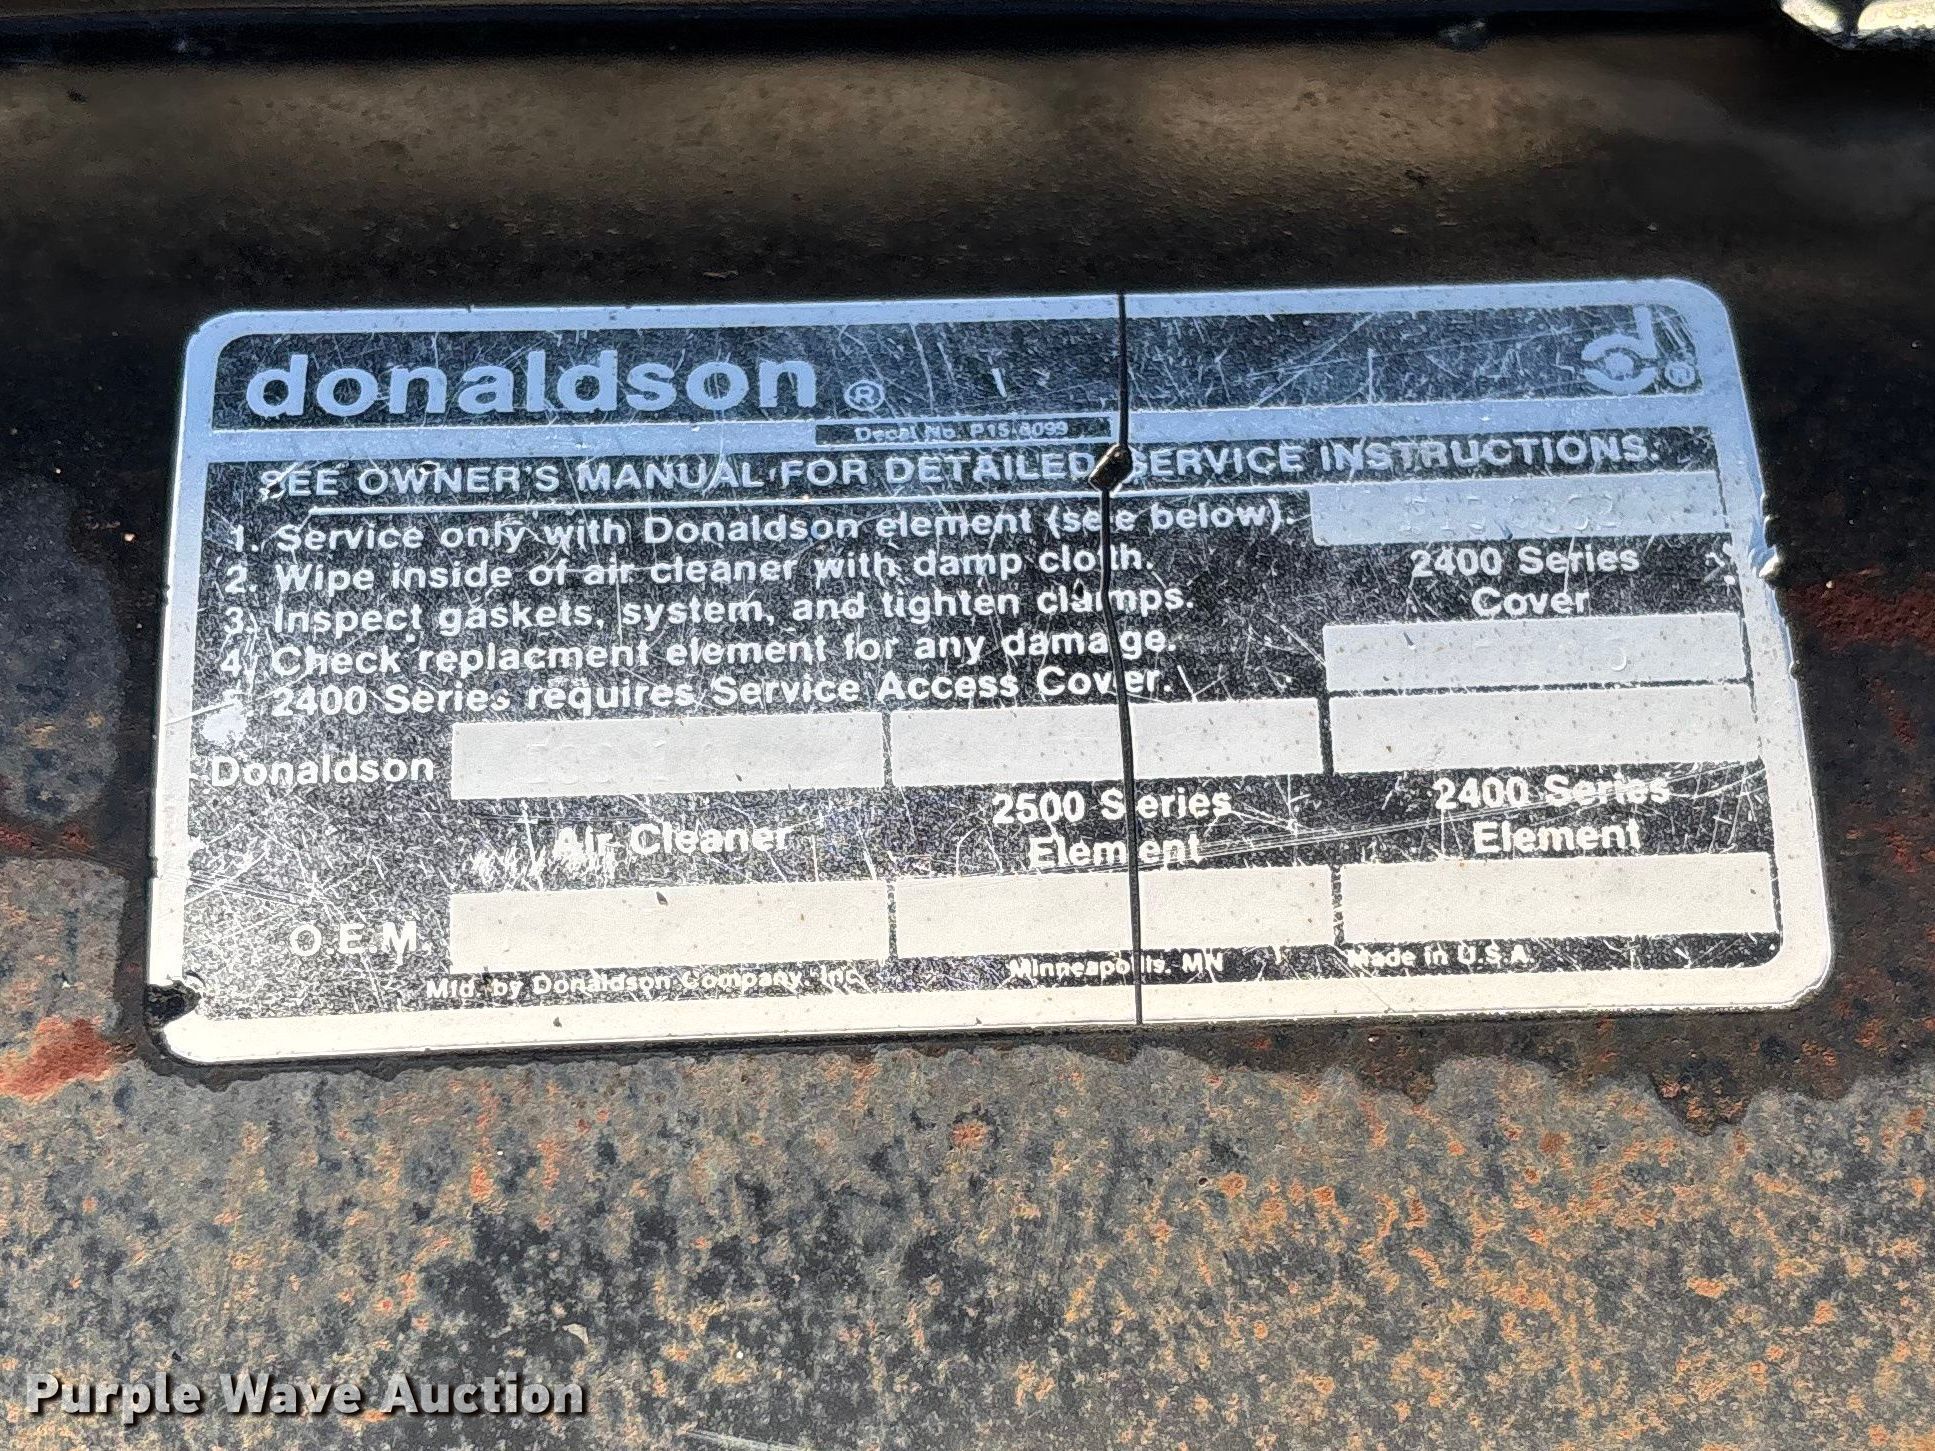 donaldson ®
Decal No. P15-8099
SEE OWNER'S MANUAL FOR DETAILED SERVICE INSTRUCTIONS.
1. Service only with Donaldson element (see below).
2. Wipe inside of air cleaner with damp cloth.
3. Inspect gaskets, system, and tighten clamps.
4. Check replacment element for any damage.
5. 2400 Series requires Service Access Cover.
2400 Series
Cover
Donaldson
Air Cleaner
2500 Series
Element
2400 Series
Element
O.E.M.
Mfd. by Donaldson Company, Inc. Minneapolis, MN Made in U.S.A.
Purple Wave Auction